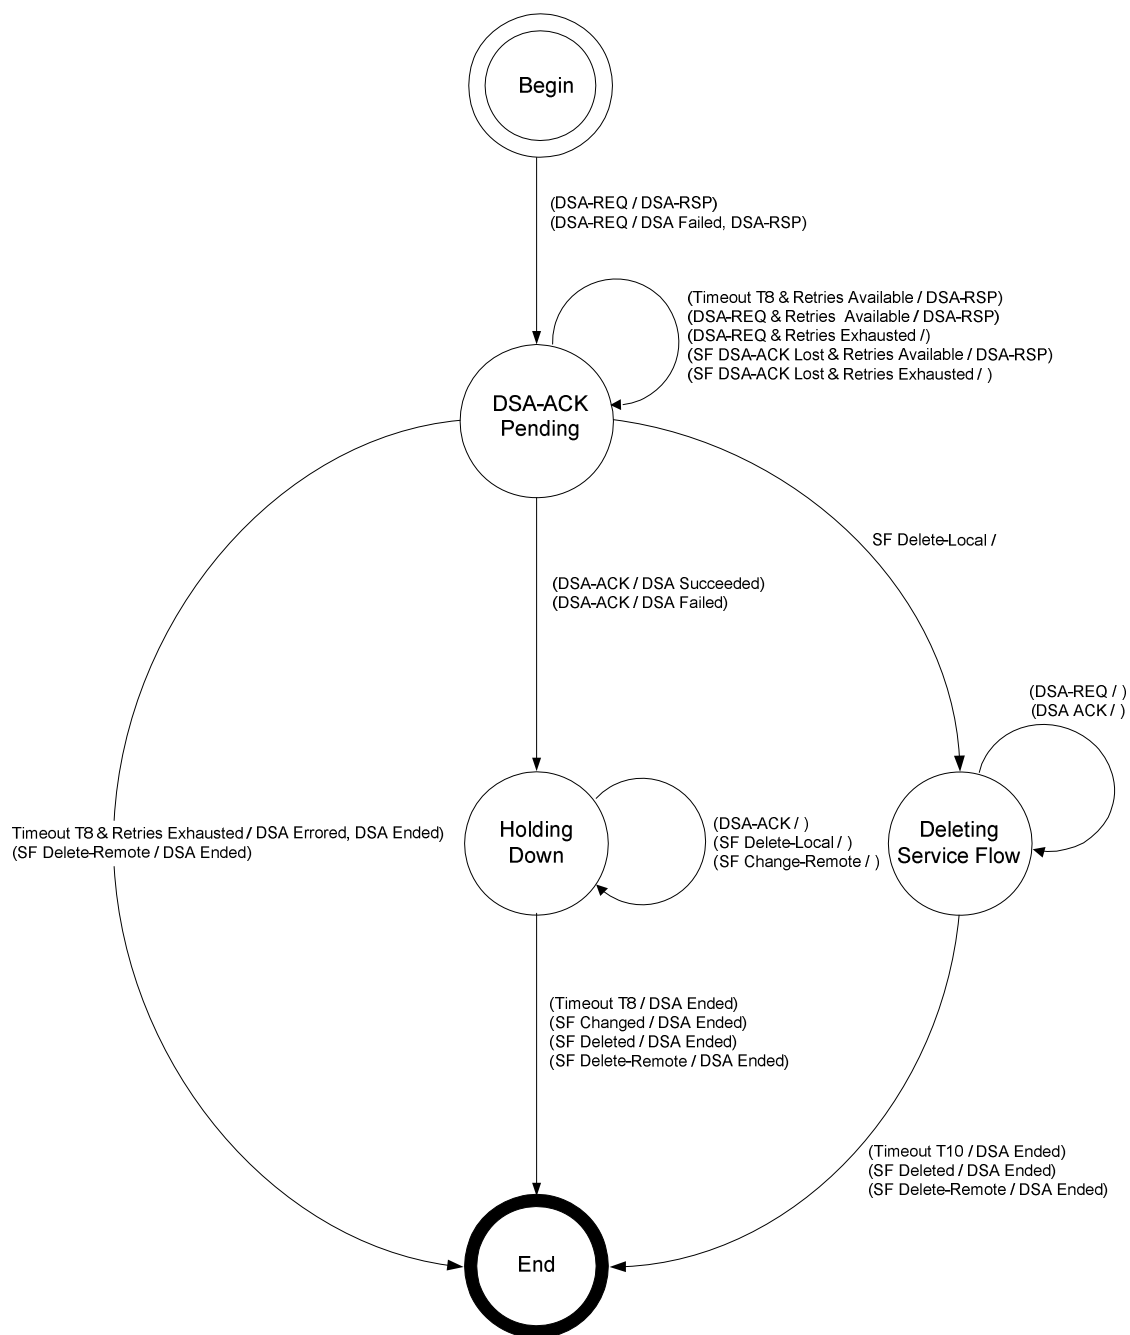 Begin
(DSA-REQ / DSA-RSP)
(DSA-REQ / DSA Failed, DSA-RSP)
(Timeout T8 & Retries Available / DSA-RSP)
(DSA-REQ & Retries Available / DSA-RSP)
(DSA-REQ & Retries Exhausted /)
(SF DSA-ACK Lost & Retries Available / DSA-RSP)
(SF DSA-ACK Lost & Retries Exhausted / )
DSA-ACK
Pending
SF Delete-Local /
(DSA-ACK / DSA Succeeded)
(DSA-ACK / DSA Failed)
(DSA-REQ / )
(DSA ACK / )
Timeout T8 & Retries Exhausted / DSA Errored, DSA Ended)
(SF Delete-Remote / DSA Ended)
Holding
Down
(DSA-ACK / )
(SF Delete-Local / )
(SF Change-Remote / )
Deleting
Service Flow
(Timeout T8 / DSA Ended)
(SF Changed / DSA Ended)
(SF Deleted / DSA Ended)
(SF Delete-Remote / DSA Ended)
(Timeout T10 / DSA Ended)
(SF Deleted / DSA Ended)
(SF Delete-Remote / DSA Ended)
End